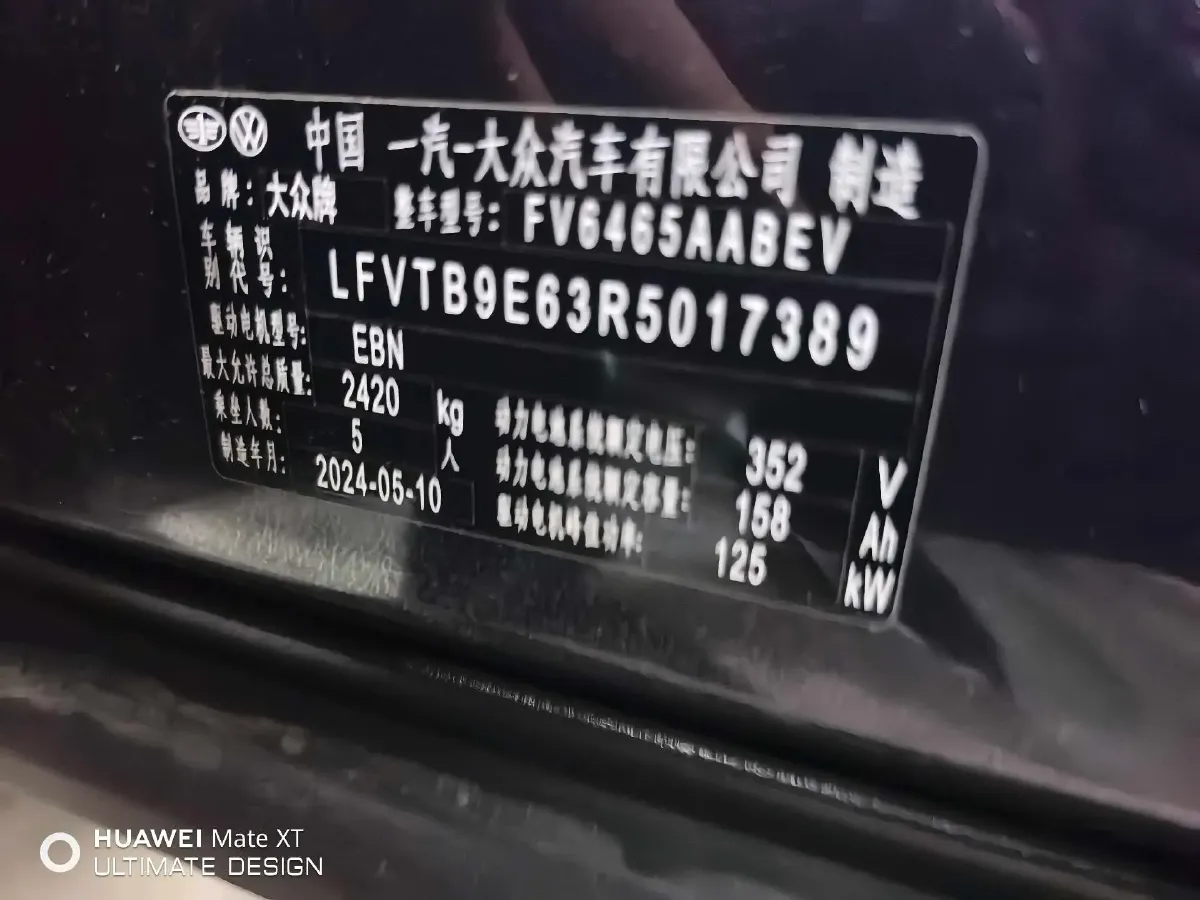 中国 一汽-大众汽车有限公司 制造
品牌: 大众牌 整车型号: FV6465AABEV
车辆识别代号: LFVTB9E63R5017389
驱动电机型号: EBN
最大允许总质量: 2420 kg
乘坐人数: 5 人
制造年月: 2024-05-10
动力电池系统额定电压: 352 V
动力电池系统额定容量: 158 Ah
驱动电机峰值功率: 125 kW
HUAWEI Mate XT
ULTIMATE DESIGN